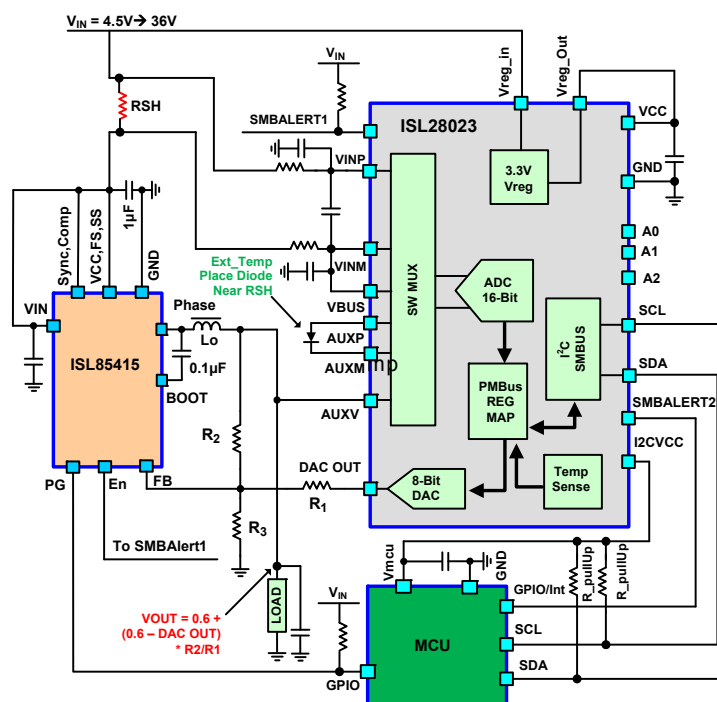 VIN = 4.5V→ 36V
RSH
VIN
SMBALERT1
Vreg_in
Vreg_Out
ISL28023
VCC
3.3V
Vreg
GND
VINP
A0
A1
A2
VINM
SW MUX
ADC
16-Bit
Ext_Temp
Place Diode
Near RSH
VBUS
AUXP
AUXM
mp
AUXV
I2C
SMBUS
SCL
SDA
SMBALERT2
I2CVCC
PMBus
REG
MAP
Temp
Sense
8-Bit
DAC
DAC OUT
Sync,Comp
VCC,FS,SS
1µF
GND
VIN
Phase
Lo
ISL85415
0.1µF
BOOT
R2
PG
En
FB
R1
R3
To SMBAlert1
VOUT = 0.6 +
(0.6 – DAC OUT)
* R2/R1
LOAD
VIN
Vmcu
GND
R_pullUp
R_pullUp
GPIO/Int
SCL
MCU
SDA
GPIO